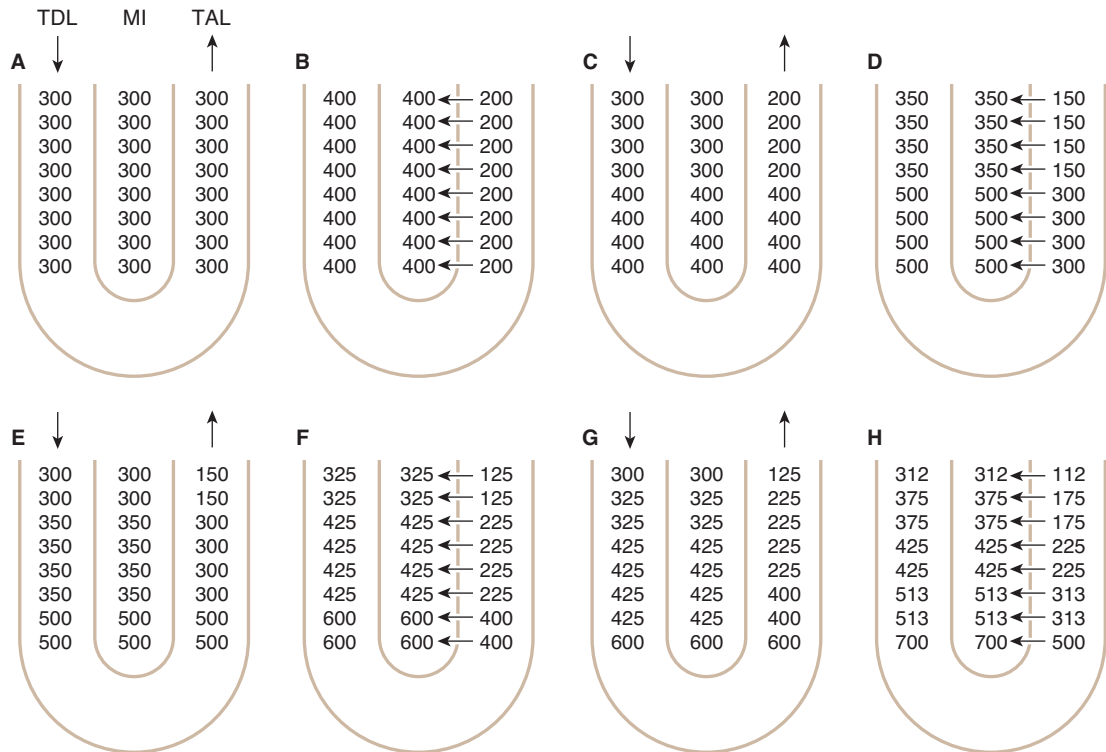 TDL MI TAL
A B C D
300 300 300 400 400 200 300 300 200 350 350 150
300 300 300 400 400 200 300 300 200 350 350 150
300 300 300 400 400 200 300 300 200 350 350 150
300 300 300 400 400 200 300 300 200 350 350 150
300 300 300 400 400 200 400 400 400 500 500 300
300 300 300 400 400 200 400 400 400 500 500 300
300 300 300 400 400 200 400 400 400 500 500 300
300 300 300 400 400 200 400 400 400 500 500 300
E F G H
300 300 150 325 325 125 300 300 125 312 312 112
300 300 150 325 325 125 325 325 225 375 375 175
350 350 300 425 425 225 325 325 225 375 375 175
350 350 300 425 425 225 425 425 225 425 425 225
350 350 300 425 425 225 425 425 225 425 425 225
350 350 300 425 425 225 425 425 400 513 513 313
500 500 500 600 600 400 425 425 400 513 513 313
500 500 500 600 600 400 600 600 600 700 700 500